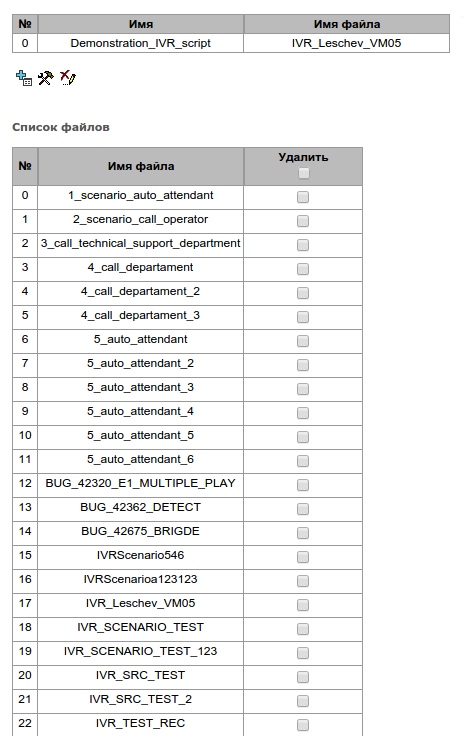 № Имя Имя файла
0 Demonstration_IVR_script IVR_Leschev_VM05
Список файлов
№ Имя файла Удалить
0 1_scenario_auto_attendant
1 2_scenario_call_operator
2 3_call_technical_support_department
3 4_call_departament
4 4_call_departament_2
5 4_call_departament_3
6 5_auto_attendant
7 5_auto_attendant_2
8 5_auto_attendant_3
9 5_auto_attendant_4
10 5_auto_attendant_5
11 5_auto_attendant_6
12 BUG_42320_E1_MULTIPLE_PLAY
13 BUG_42362_DETECT
14 BUG_42675_BRIGDE
15 IVRScenario546
16 IVRScenarioa123123
17 IVR_Leschev_VM05
18 IVR_SCENARIO_TEST
19 IVR_SCENARIO_TEST_123
20 IVR_SRC_TEST
21 IVR_SRC_TEST_2
22 IVR_TEST_REC